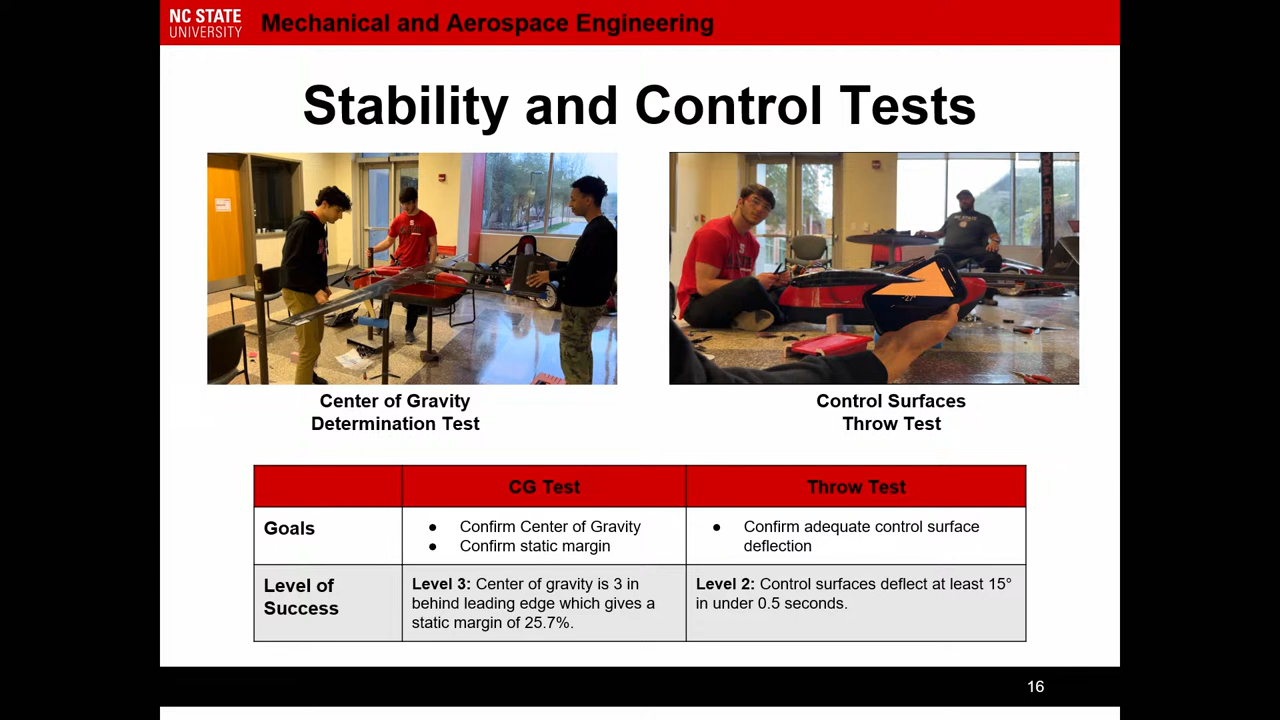 NC STATE
UNIVERSITY
Mechanical and Aerospace Engineering
Stability and Control Tests
-27°
Center of Gravity
Determination Test
Control Surfaces
Throw Test
CG Test
Throw Test
Goals
● Confirm Center of Gravity
● Confirm static margin
● Confirm adequate control surface
deflection
Level of
Success
Level 3: Center of gravity is 3 in
behind leading edge which gives a
static margin of 25.7%.
Level 2: Control surfaces deflect at least 15°
in under 0.5 seconds.
16